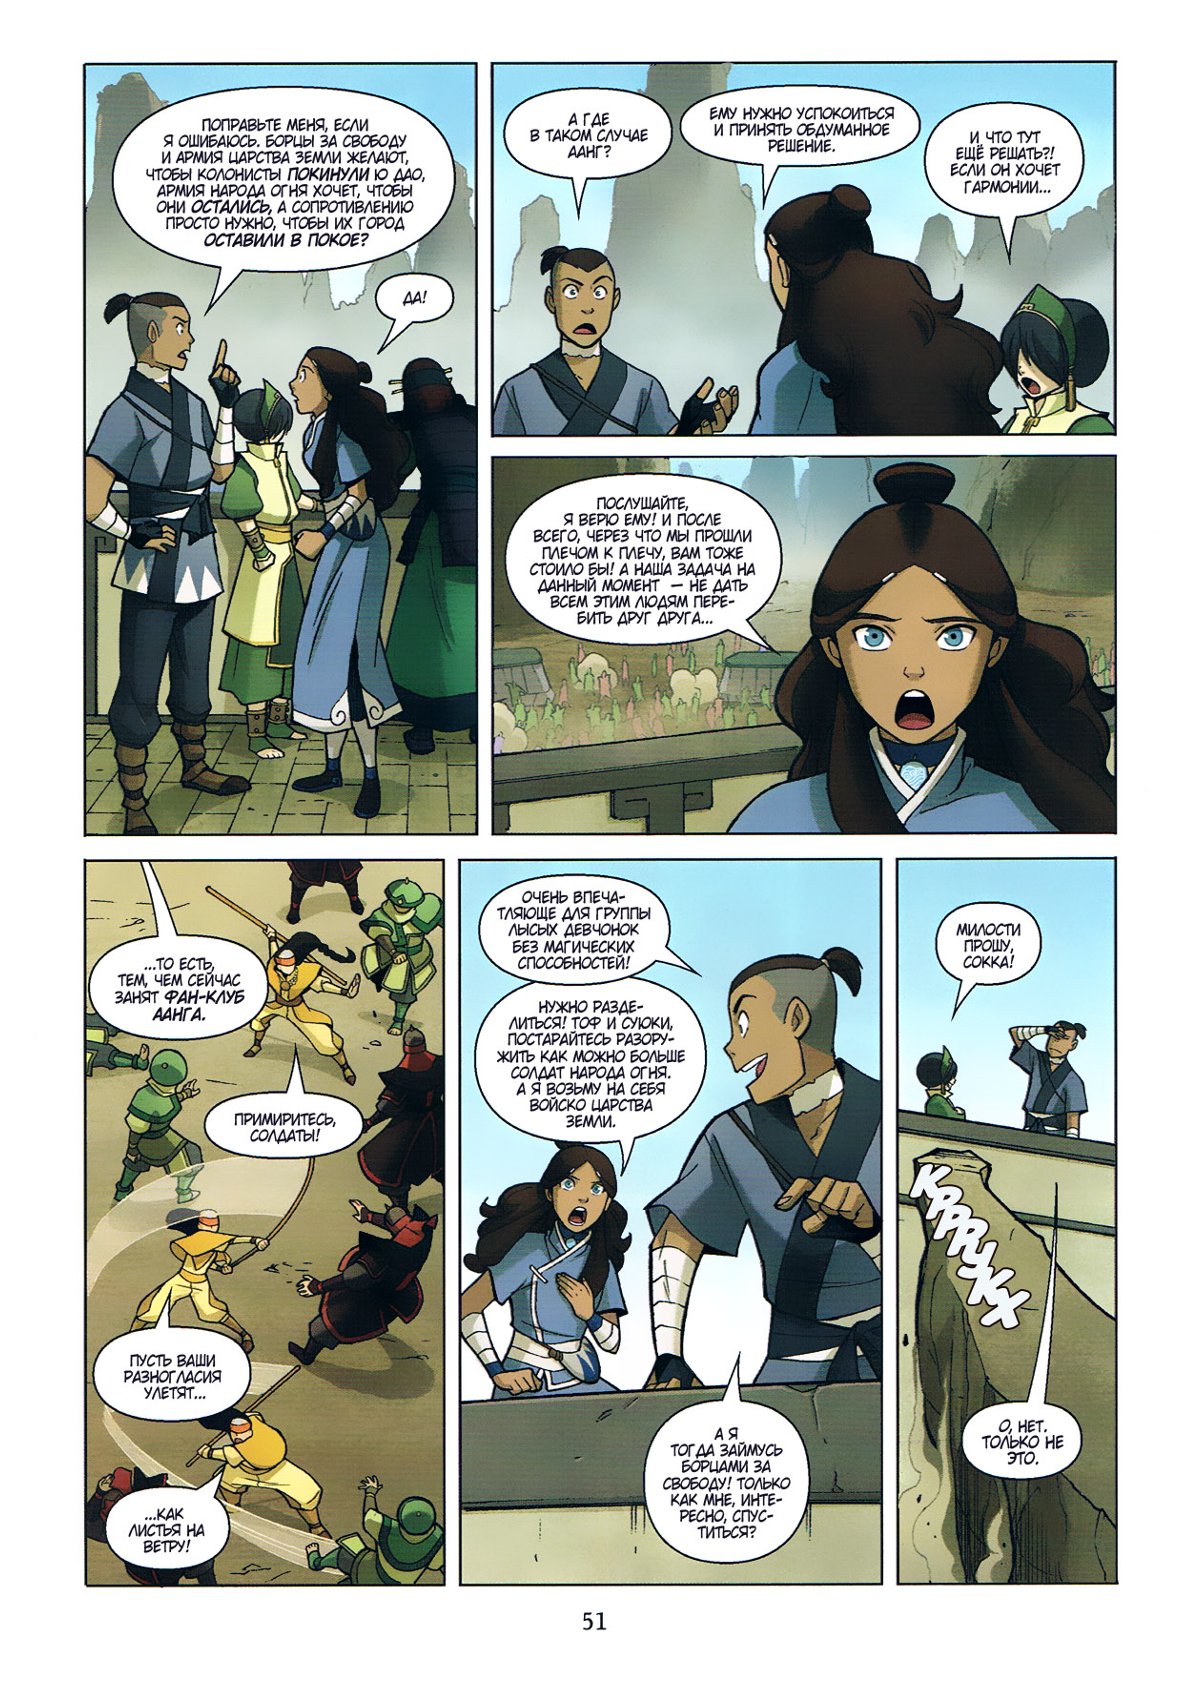 ПОПРАВЬТЕ МЕНЯ, ЕСЛИ
Я ОШИБАЮСЬ. БОРЦЫ ЗА СВОБОДУ
И АРМИЯ ЦАРСТВА ЗЕМЛИ ЖЕЛАЮТ,
ЧТОБЫ КОЛОНИСТЫ ПОКИНУЛИ Ю ДАО,
АРМИЯ НАРОДА ОГНЯ ХОЧЕТ, ЧТОБЫ
ОНИ ОСТАЛИСЬ, А СОПРОТИВЛЕНИЮ
ПРОСТО НУЖНО, ЧТОБЫ ИХ ГОРОД
ОСТАВИЛИ В ПОКОЕ?
ДА!
А ГДЕ
В ТАКОМ СЛУЧАЕ
ААНГ?
ЕМУ НУЖНО УСПОКОИТЬСЯ
И ПРИНЯТЬ ОБДУМАННОЕ
РЕШЕНИЕ.
И ЧТО ТУТ
ЕЩЁ РЕШАТЬ?!
ЕСЛИ ОН ХОЧЕТ
ГАРМОНИИ...
ПОСЛУШАЙТЕ,
Я ВЕРЮ ЕМУ! И ПОСЛЕ
ВСЕГО, ЧЕРЕЗ ЧТО МЫ ПРОШЛИ
ПЛЕЧОМ К ПЛЕЧУ, ВАМ ТОЖЕ
СТОИЛО БЫ! А НАША ЗАДАЧА НА
ДАННЫЙ МОМЕНТ — НЕ ДАТЬ
ВСЕМ ЭТИМ ЛЮДЯМ ПЕРЕ-
БИТЬ ДРУГ ДРУГА...
...ТО ЕСТЬ,
ТЕМ, ЧЕМ СЕЙЧАС
ЗАНЯТ ФАН-КЛУБ
ААНГА.
ПРИМИРИТЕСЬ,
СОЛДАТЫ!
ПУСТЬ ВАШИ
РАЗНОГЛАСИЯ
УЛЕТЯТ...
...КАК
ЛИСТЬЯ НА
ВЕТРУ!
ОЧЕНЬ ВПЕЧА-
ТЛЯЮЩЕ ДЛЯ ГРУППЫ
ЛЫСЫХ ДЕВЧОНОК
БЕЗ МАГИЧЕСКИХ
СПОСОБНОСТЕЙ!
НУЖНО РАЗДЕ-
ЛИТЬСЯ! ТОФ И СУЮКИ,
ПОСТАРАЙТЕСЬ РАЗОРУ-
ЖИТЬ КАК МОЖНО БОЛЬШЕ
СОЛДАТ НАРОДА ОГНЯ.
А Я ВОЗЬМУ НА СЕБЯ
ВОЙСКО ЦАРСТВА
ЗЕМЛИ.
А Я
ТОГДА ЗАЙМУСЬ
БОРЦАМИ ЗА
СВОБОДУ! ТОЛЬКО
КАК МНЕ, ИНТЕ-
РЕСНО, СПУС-
ТИТЬСЯ?
МИЛОСТИ
ПРОШУ,
СОККА!
КРРРУКХ
О, НЕТ.
ТОЛЬКО НЕ
ЭТО.
51